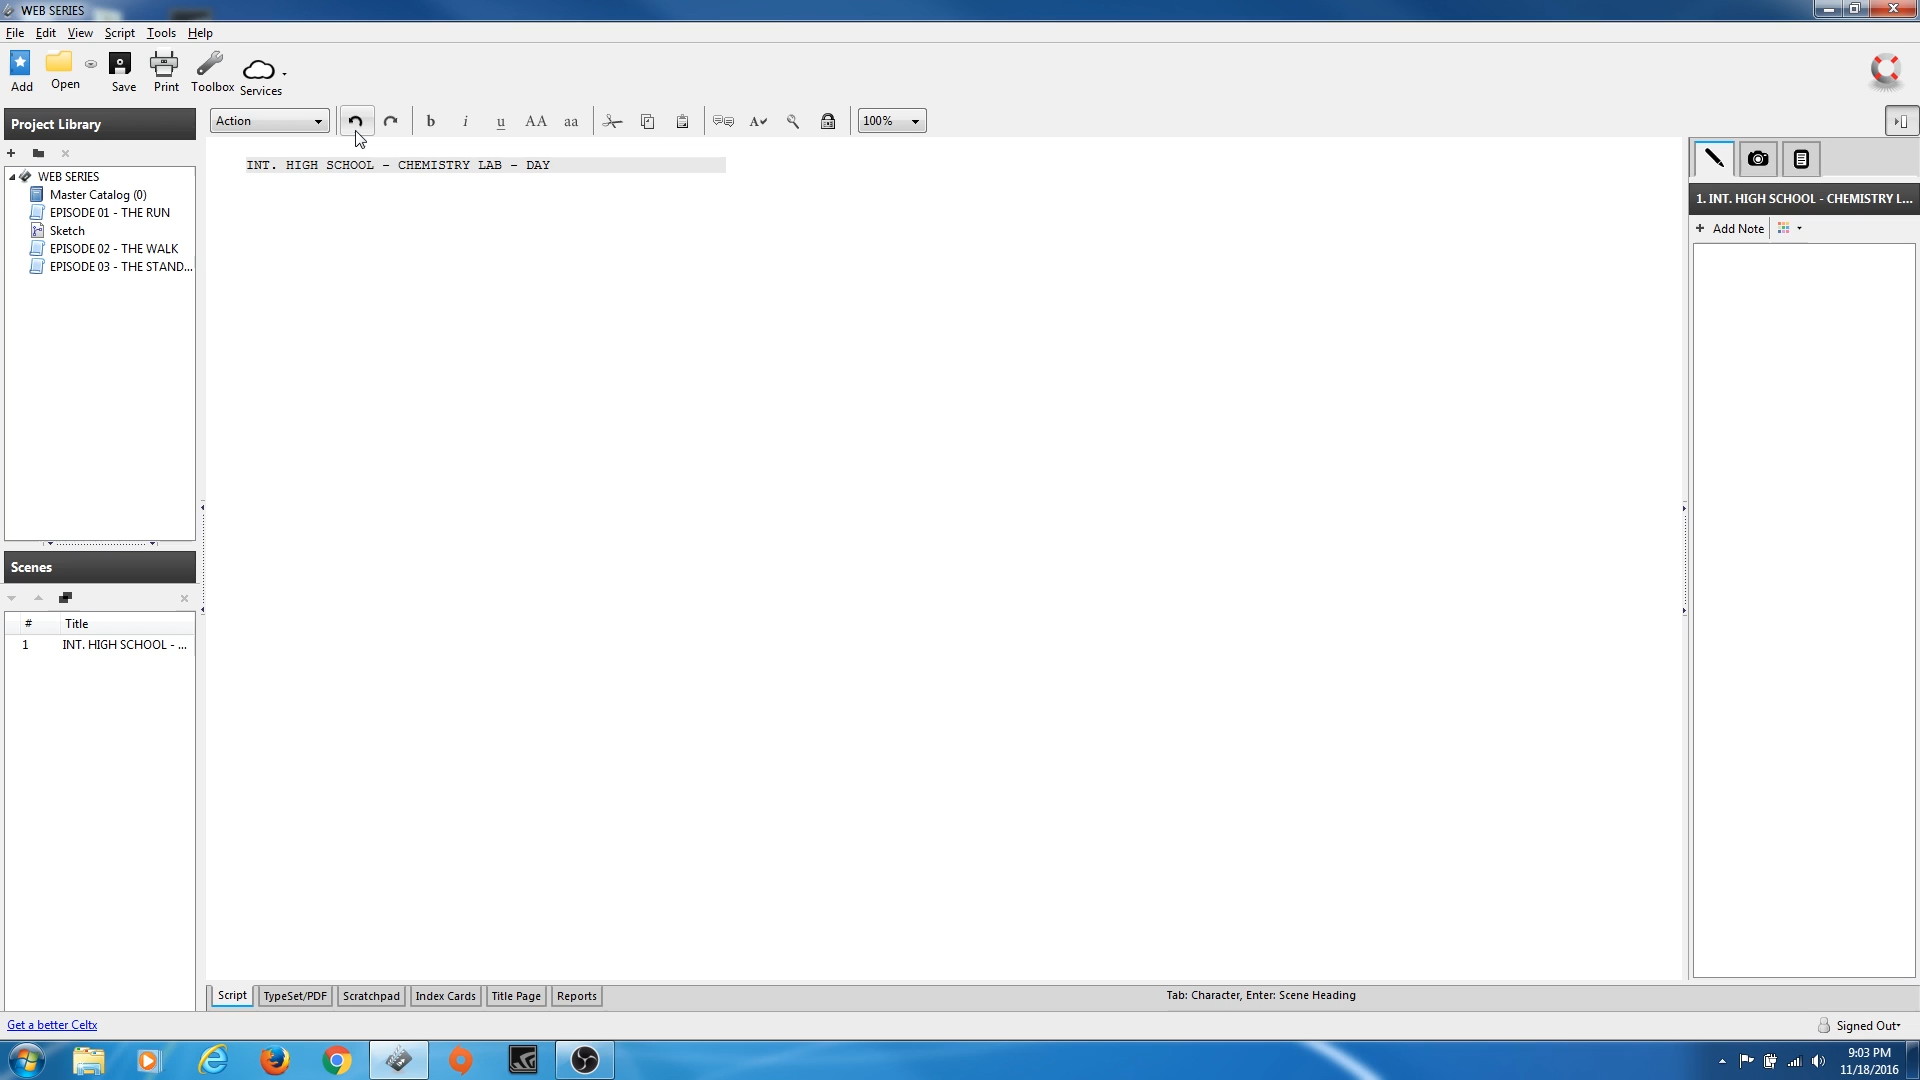 WEB SERIES
File Edit View Script Tools Help
Add Open Save Print Toolbox Services
Project Library
Action
b i u AA aa
100%
WEB SERIES
Master Catalog (0)
EPISODE 01 - THE RUN
Sketch
EPISODE 02 - THE WALK
EPISODE 03 - THE STAND...
INT. HIGH SCHOOL - CHEMISTRY LAB - DAY
1. INT. HIGH SCHOOL - CHEMISTRY L...
+ Add Note
Scenes
# Title
1 INT. HIGH SCHOOL - ...
Script TypeSet/PDF Scratchpad Index Cards Title Page Reports
Tab: Character, Enter: Scene Heading
Get a better Celtx
Signed Out
9:03 PM
11/18/2016